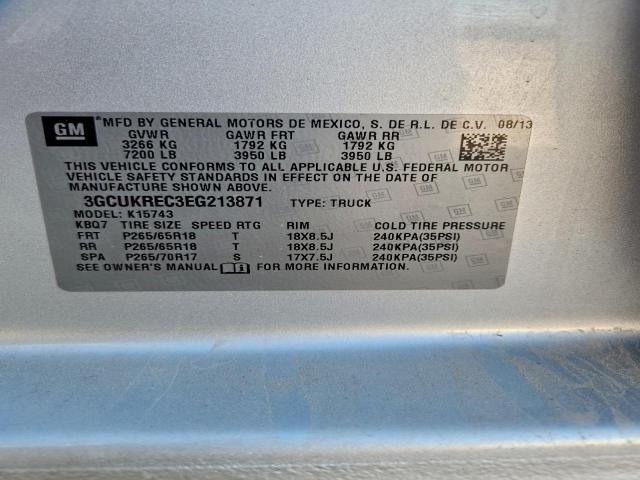 GM MFD BY GENERAL MOTORS DE MEXICO, S. DE R.L. DE C.V. 08/13
GVWR GAWR FRT GAWR RR
3266 KG 1792 KG 1792 KG
7200 LB 3950 LB 3950 LB
THIS VEHICLE CONFORMS TO ALL APPLICABLE U.S. FEDERAL MOTOR
VEHICLE SAFETY STANDARDS IN EFFECT ON THE DATE OF
MANUFACTURE SHOWN ABOVE.
3GCUKREC3EG213871 TYPE: TRUCK
MODEL: K15743
KBQ7 TIRE SIZE SPEED RTG RIM COLD TIRE PRESSURE
FRT P265/65R18 T 18X8.5J 240KPA(35PSI)
RR P265/65R18 T 18X8.5J 240KPA(35PSI)
SPA P265/70R17 S 17X7.5J 240KPA(35PSI)
SEE OWNER'S MANUAL FOR MORE INFORMATION.